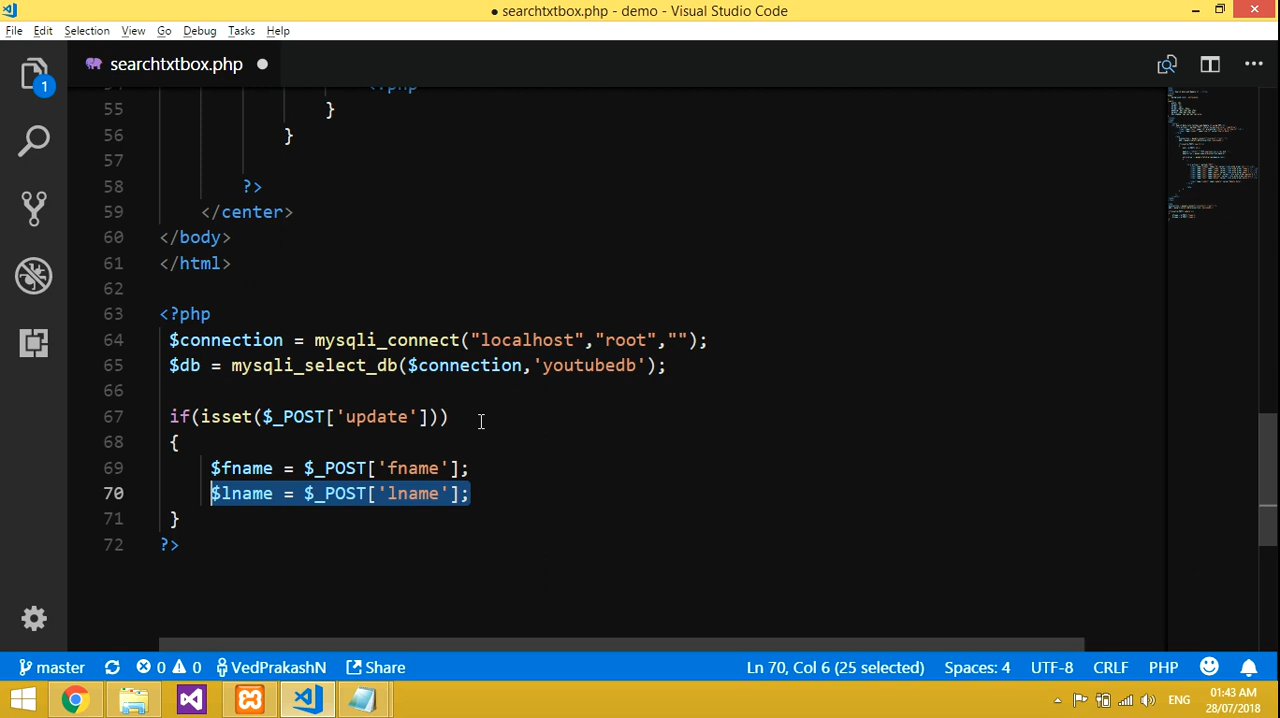 ● searchtxtbox.php - demo - Visual Studio Code
File Edit Selection View Go Debug Tasks Help
searchtxtbox.php ●
1
<?php
55 }
56 }
57
58 ?>
59 </center>
60 </body>
61 </html>
62
63 <?php
64 $connection = mysqli_connect("localhost","root","");
65 $db = mysqli_select_db($connection,'youtubedb');
66
67 if(isset($_POST['update']))
68 {
69 $fname = $_POST['fname'];
70 $lname = $_POST['lname'];
71 }
72 ?>
master 0 0 VedPrakashN Share Ln 70, Col 6 (25 selected) Spaces: 4 UTF-8 CRLF PHP
ENG 01:43 AM
28/07/2018